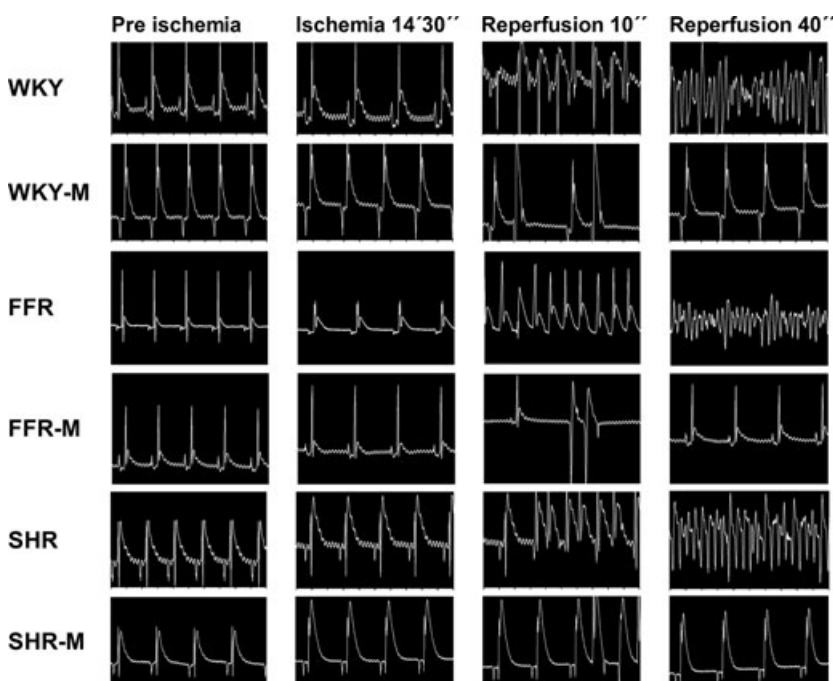 Pre ischemia Ischemia 14´30´´ Reperfusion 10´´ Reperfusion 40´´
WKY
WKY-M
FFR
FFR-M
SHR
SHR-M